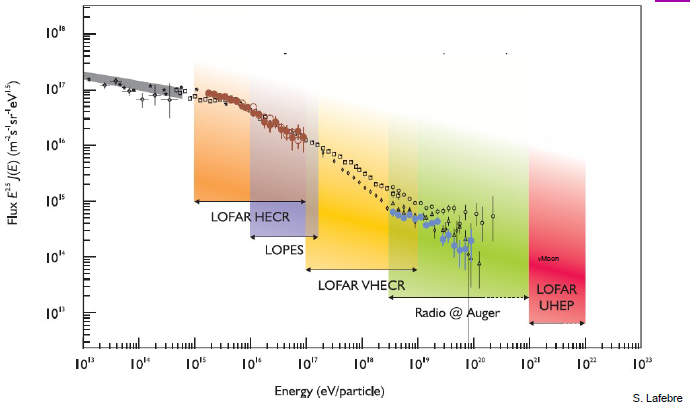 Flux E^2.5 J(E) (m^-2 s^-1 sr^-1 eV^1.5)
10^18
10^17
10^16
10^15
10^14
10^13
LOFAR HECR
LOPES
LOFAR VHECR
Radio @ Auger
νMoon
LOFAR
UHEP
10^13 10^14 10^15 10^16 10^17 10^18 10^19 10^20 10^21 10^22 10^23
Energy (eV/particle)
S. Lafebre